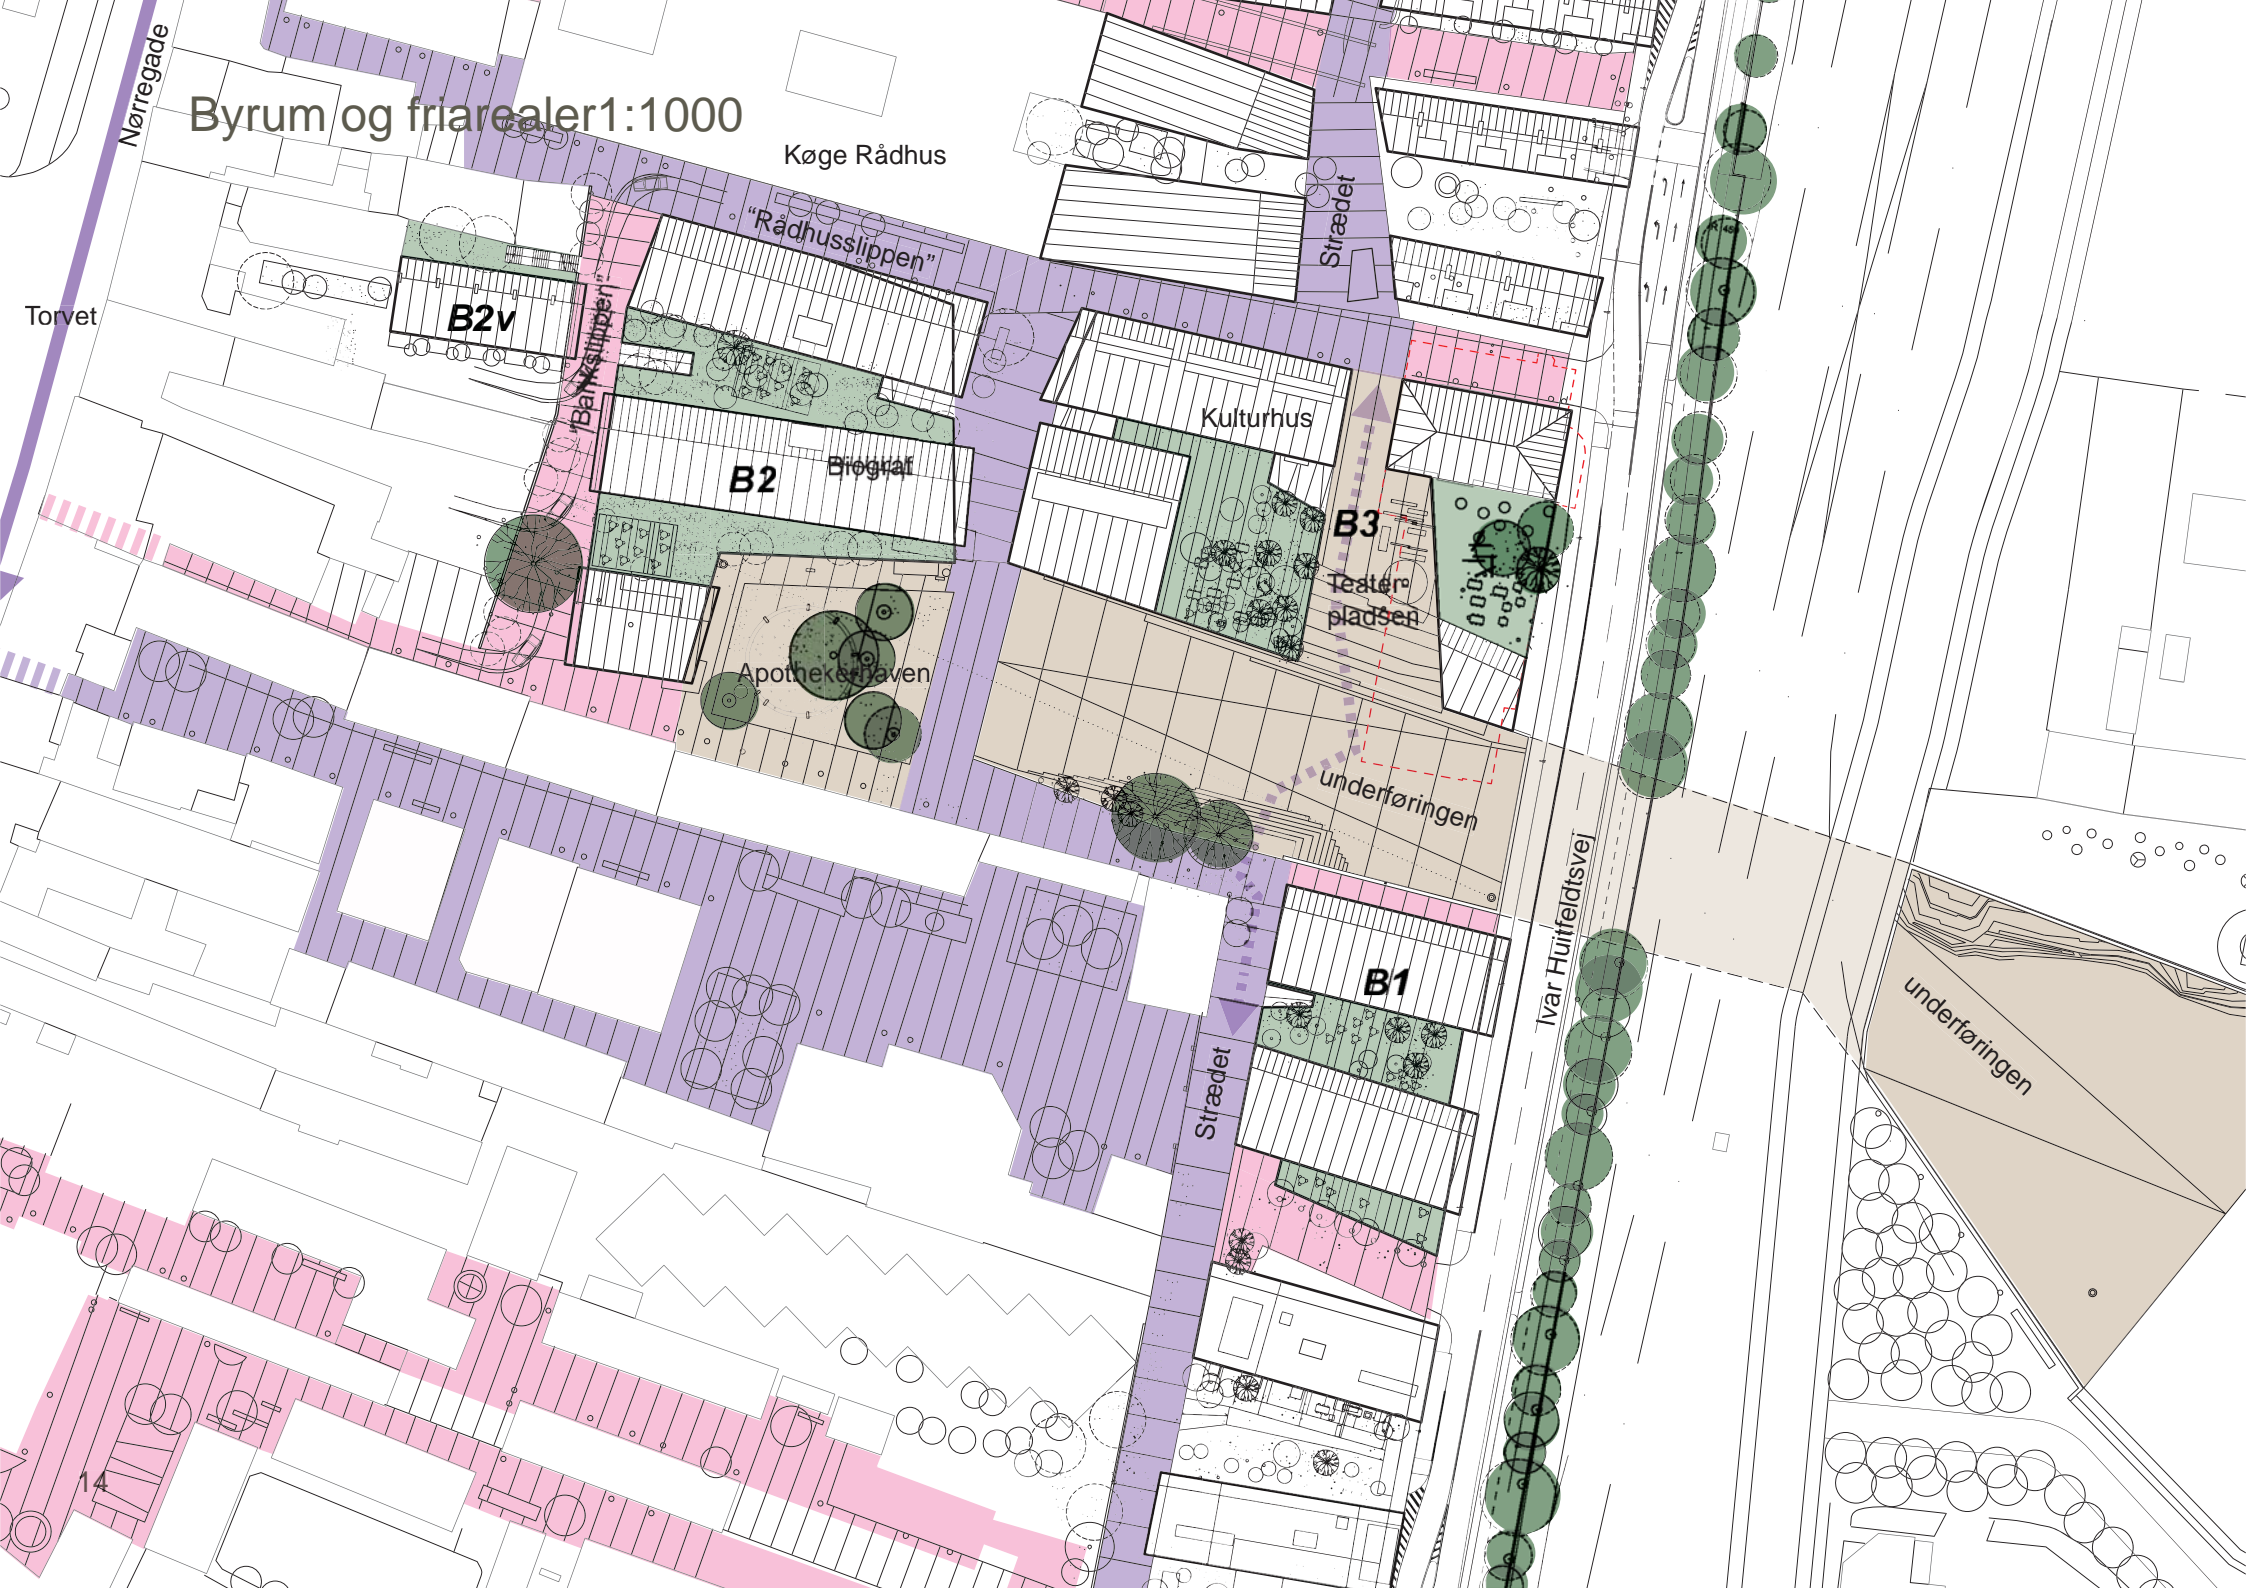 Nørregade
Byrum og friarealer1:1000
Køge Rådhus
"Rådhusslippen"
Strædet
Torvet
B2v
"Bankslippen"
Kulturhus
B2
Biograf
B3
Teater-
pladsen
Apothekerhaven
underføringen
Ivar Huitfeldtsvej
B1
underføringen
Strædet
14